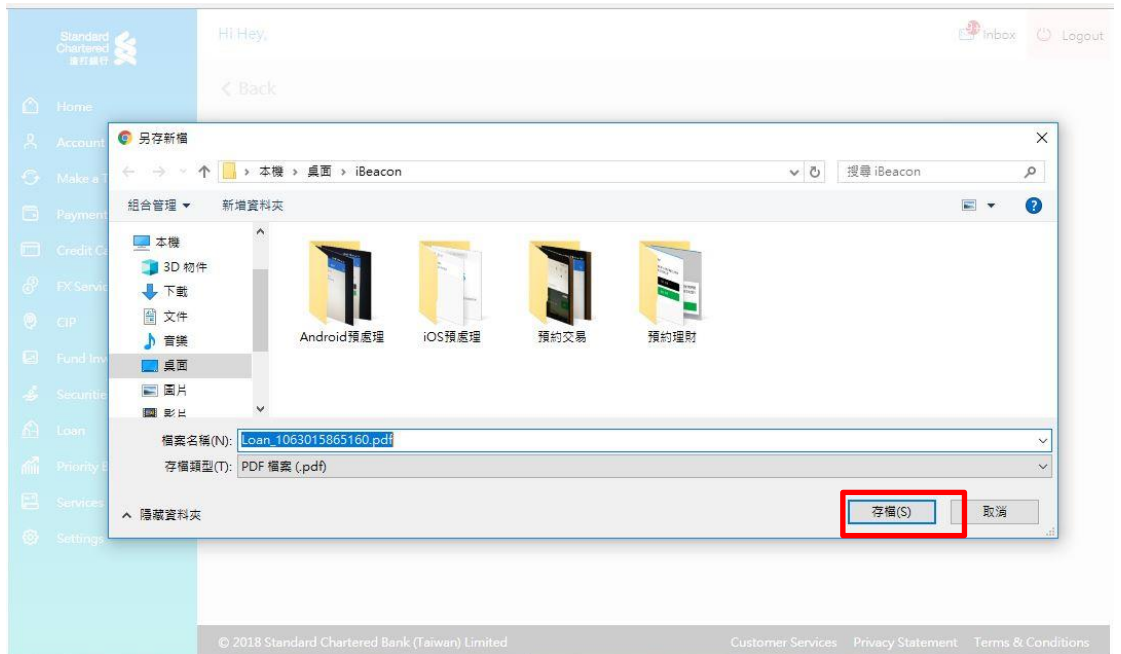 Standard
Chartered
渣打銀行
Hi Hey,
Inbox
Logout
Back
Home
Account
Make a T
Payment
Credit Ca
FX Servic
CIP
Fund Inv
Securitie
Loan
Priority B
Services
Settings
另存新檔
本機 › 桌面 › iBeacon
搜尋 iBeacon
組合管理
新增資料夾
本機
3D 物件
下載
文件
音樂
桌面
圖片
影片
Android預處理
iOS預處理
預約交易
預約理財
檔案名稱(N): Loan_1063015865160.pdf
存檔類型(T): PDF 檔案 (.pdf)
隱藏資料夾
存檔(S)
取消
© 2018 Standard Chartered Bank (Taiwan) Limited
Customer Services Privacy Statement Terms & Conditions